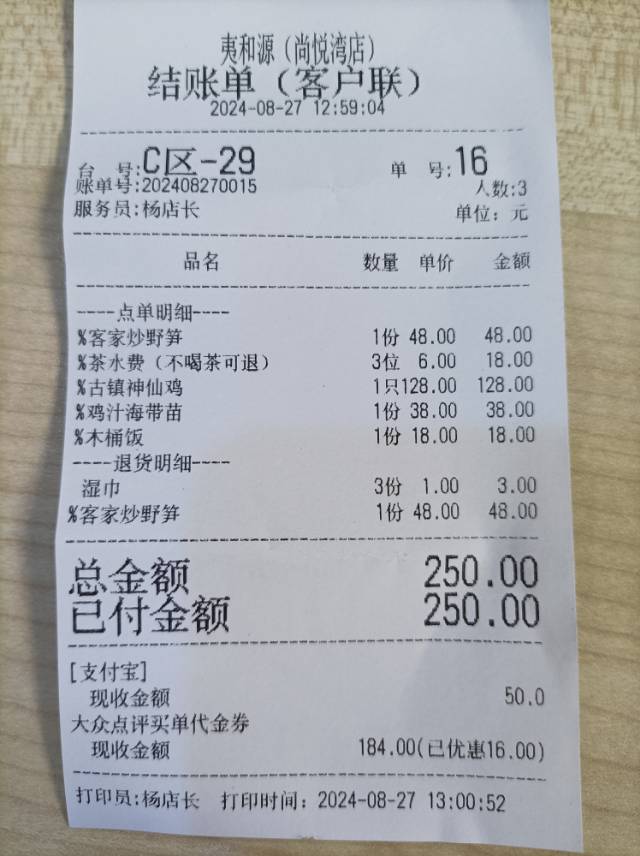 夷和源（尚悦湾店）
结账单（客户联）
2024-08-27 12:59:04
台 号:C区-29 单 号:16
账单号:202408270015 人数:3
服务员:杨店长 单位: 元
品名 数量 单价 金额
----点单明细----
%客家炒野笋 1份 48.00 48.00
%茶水费（不喝茶可退） 3位 6.00 18.00
%古镇神仙鸡 1只128.00 128.00
%鸡汁海带苗 1份 38.00 38.00
%木桶饭 1份 18.00 18.00
----退货明细----
湿巾 3份 1.00 3.00
%客家炒野笋 1份 48.00 48.00
总金额 250.00
已付金额 250.00
[支付宝]
现收金额 50.0
大众点评买单代金券
现收金额 184.00(已优惠16.00)
打印员:杨店长 打印时间: 2024-08-27 13:00:52